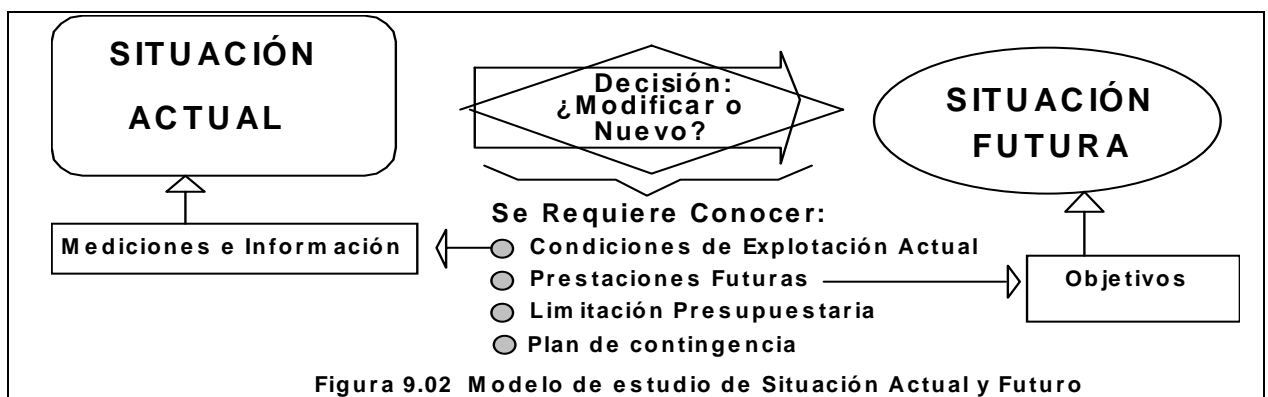 SITUACIÓN
ACTUAL
Decisión:
¿Modificar o
Nuevo?
SITUACIÓN
FUTURA
Mediciones e Información
Se Requiere Conocer:
Condiciones de Explotación Actual
Prestaciones Futuras
Limitación Presupuestaria
Plan de contingencia
Objetivos
Figura 9.02 Modelo de estudio de Situación Actual y Futuro